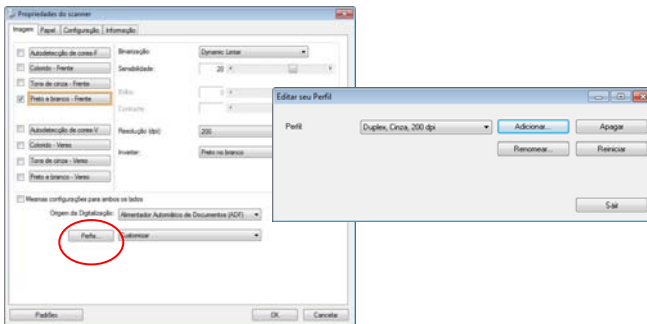 Propriedades do scanner
Imagem Papel Configuração Informação
Autodetecção de cores-F
Colorido - Frente
Tons de cinza - Frente
Preto e branco - Frente
Autodetecção de cores-V
Colorido - Verso
Tons de cinza - Verso
Preto e branco - Verso
Binarização: Dynamic Limiar
Sensibilidade: 20
Brilho: 0
Contraste:
Resolução (dpi): 200
Inverter: Preto no branco
Mesmas configurações para ambos os lados
Origem da Digitalização: Alimentador Automático de Documentos (ADF)
Perfis... Customizar
Padrões OK Cancelar
Editar seu Perfil
Perfil: Duplex, Cinza, 200 dpi Adicionar... Apagar
Renomear... Reiniciar
Sair